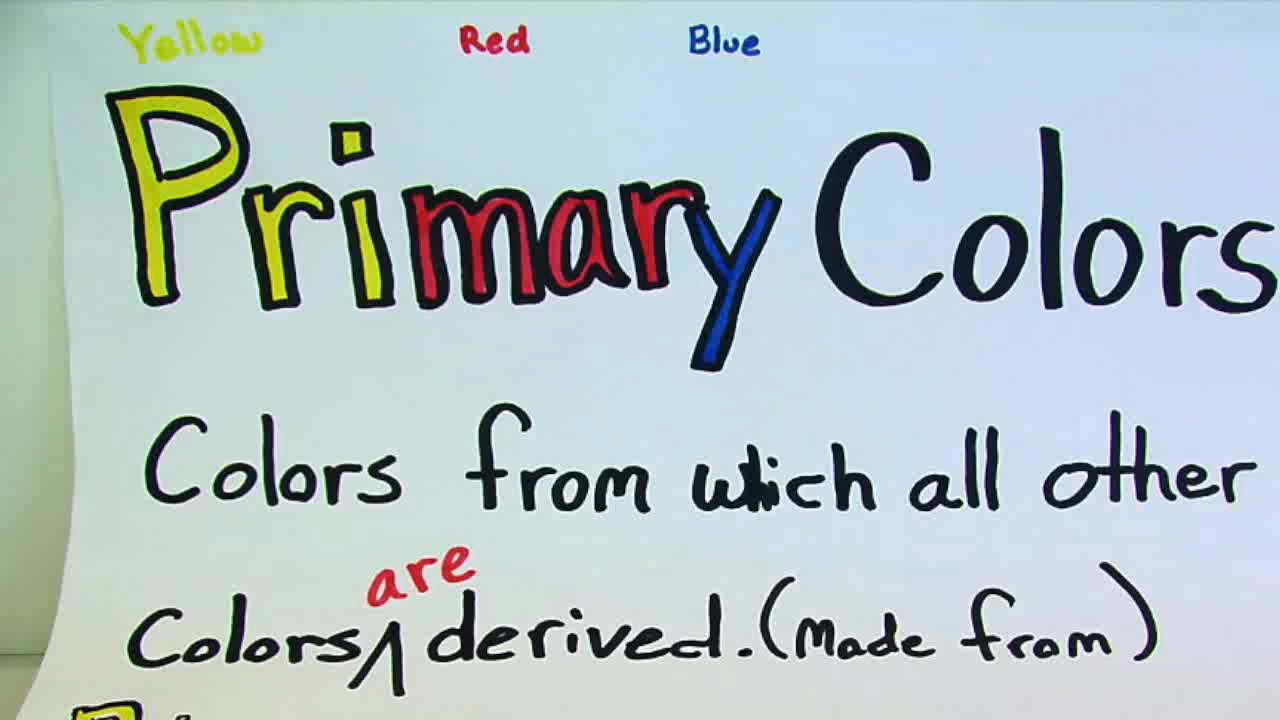 Yellow Red Blue
Primary Colors
Colors from which all other
are
Colors ʌ derived. (Made from)